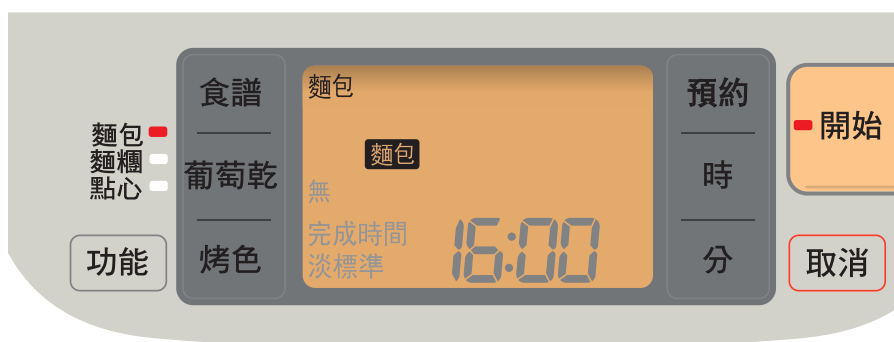 麵包
麵糰
點心
功能
食譜
葡萄乾
烤色
麵包
麵包
無
完成時間
淡標準
16:00
預約
時
分
開始
取消